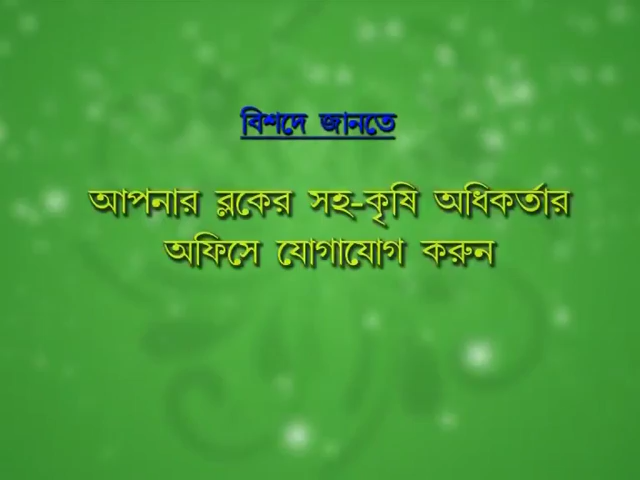 বিশদে জানতে
আপনার ব্লকের সহ-কৃষি অধিকর্তার
অফিসে যোগাযোগ করুন